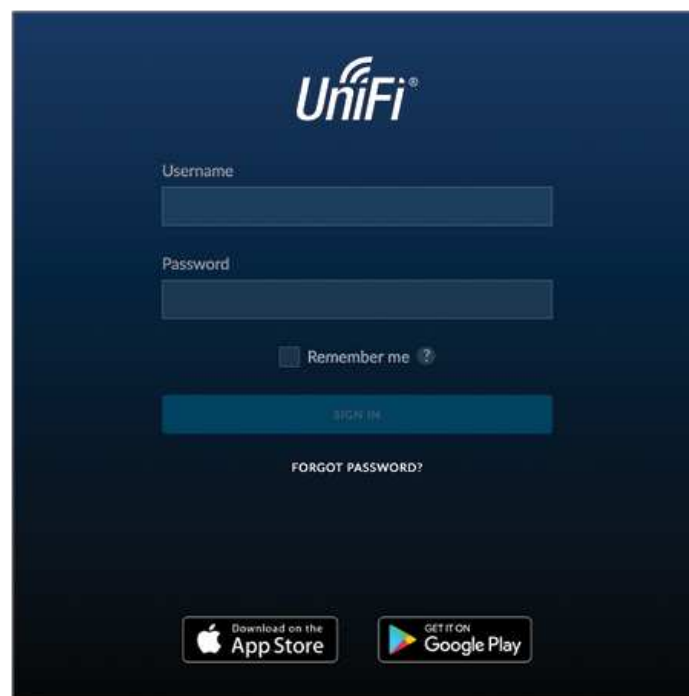 UniFi®
Username
Password
Remember me ?
SIGN IN
FORGOT PASSWORD?
Download on the
App Store
GET IT ON
Google Play